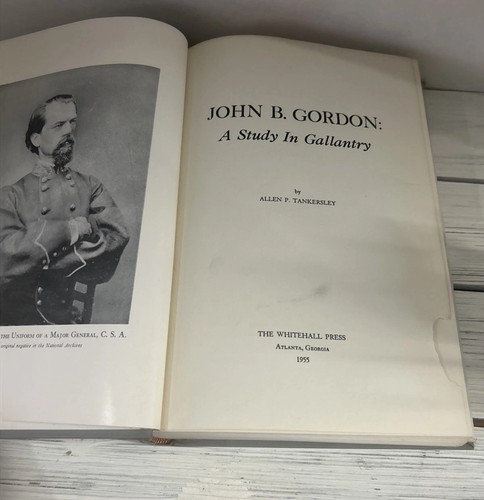 THE UNIFORM OF A MAJOR GENERAL, C. S. A.
original negative in the National Archives
JOHN B. GORDON:
A Study In Gallantry
by
ALLEN P. TANKERSLEY
THE WHITEHALL PRESS
ATLANTA, GEORGIA
1955